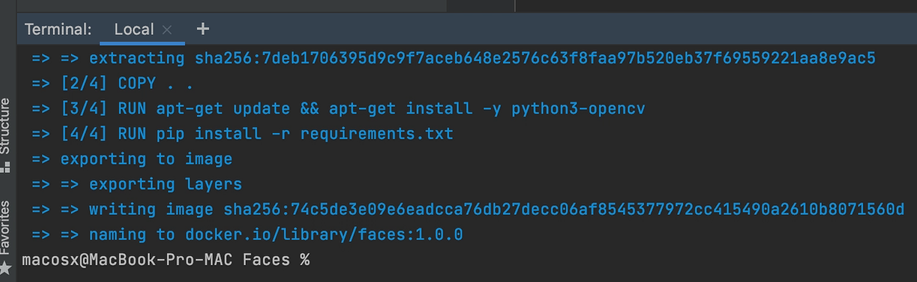 Terminal: Local × +
=> => extracting sha256:7deb1706395d9c9f7aceb648e2576c63f8faa97b520eb37f69559221aa8e9ac5
=> [2/4] COPY . .
=> [3/4] RUN apt-get update && apt-get install -y python3-opencv
=> [4/4] RUN pip install -r requirements.txt
=> exporting to image
=> => exporting layers
=> => writing image sha256:74c5de3e09e6eadcca76db27decc06af8545377972cc415490a2610b8071560d
=> => naming to docker.io/library/faces:1.0.0
macosx@MacBook-Pro-MAC Faces %
Structure
Favorites